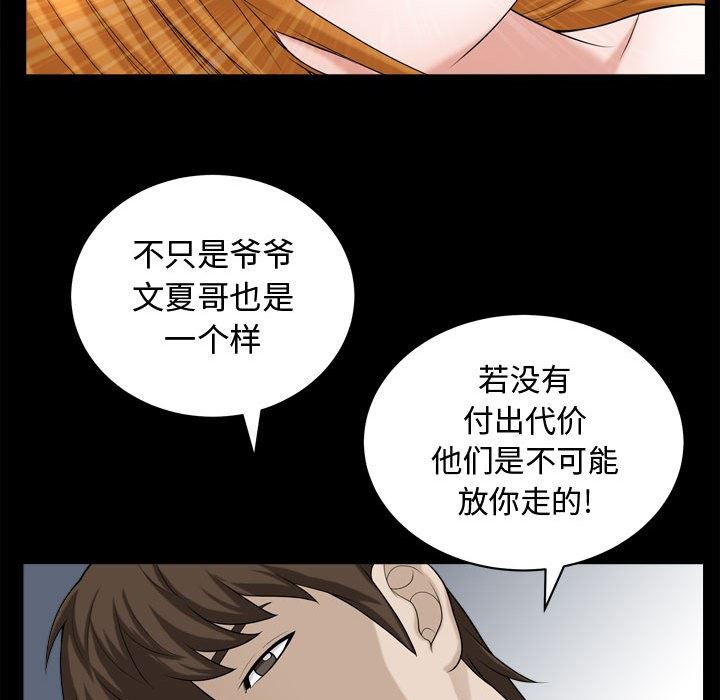 不只是爷爷
文夏哥也是
一个样
若没有
付出代价
他们是不可能
放你走的!